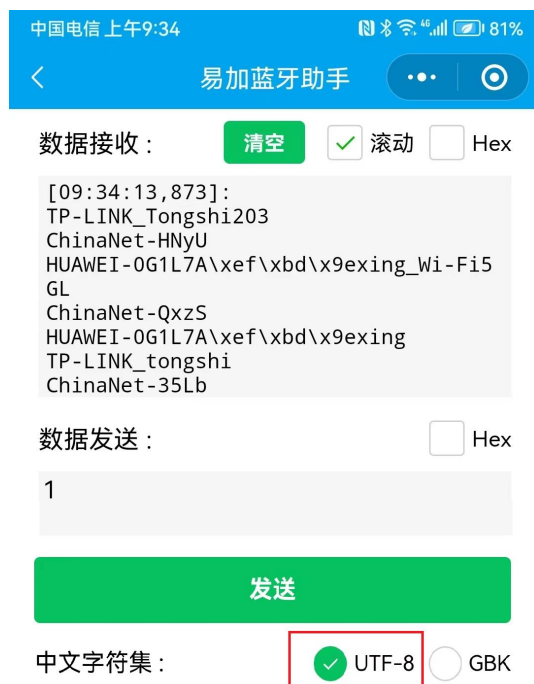 中国电信 上午9:34 81%
易加蓝牙助手
数据接收： 清空 滚动 Hex
[09:34:13,873]:
TP-LINK_Tongshi203
ChinaNet-HNyU
HUAWEI-0G1L7A\xef\xbd\x9exing_Wi-Fi5
GL
ChinaNet-QxzS
HUAWEI-0G1L7A\xef\xbd\x9exing
TP-LINK_tongshi
ChinaNet-35Lb
数据发送： Hex
1
发送
中文字符集： UTF-8 GBK